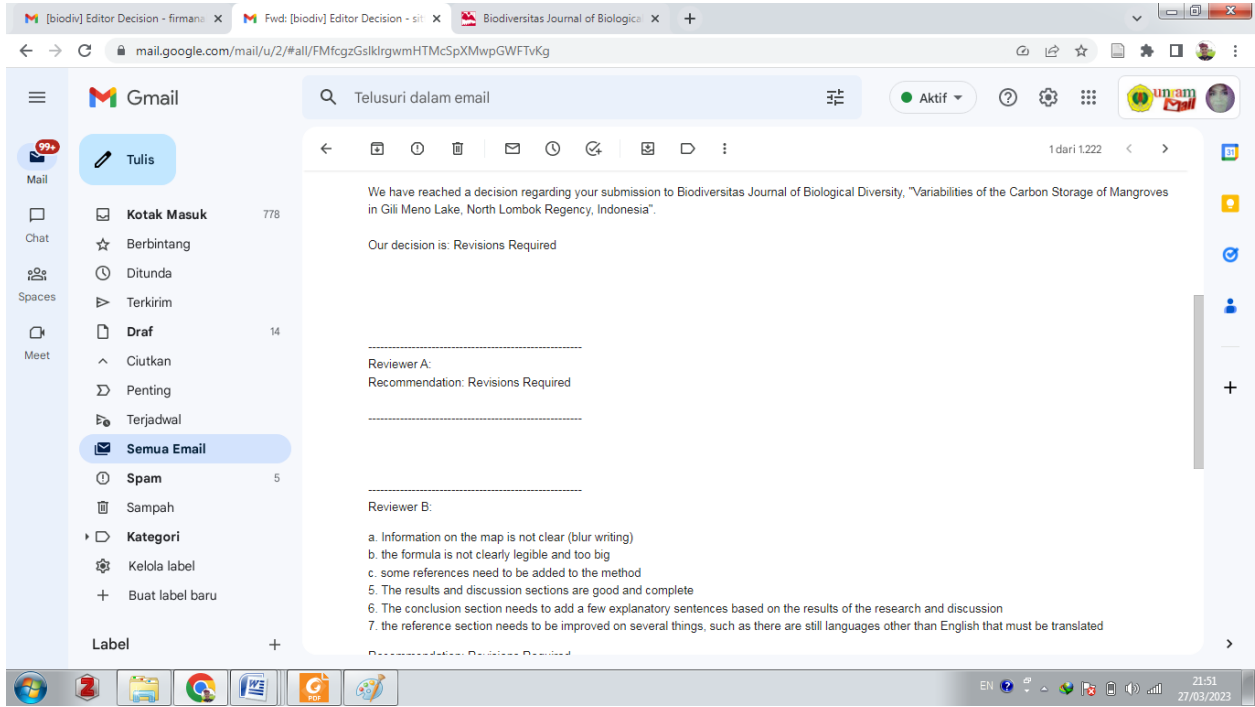 [biodiv] Editor Decision - firmana
Fwd: [biodiv] Editor Decision - sit
Biodiversitas Journal of Biologica
mail.google.com/mail/u/2/#all/FMfcgzGslkIrgwmHTMcSpXMwpGWFTvKg
Gmail
Telusuri dalam email
Aktif
unram
Mail
99+
Mail
Chat
Spaces
Meet
Tulis
Kotak Masuk 778
Berbintang
Ditunda
Terkirim
Draf 14
Ciutkan
Penting
Terjadwal
Semua Email
Spam 5
Sampah
Kategori
Kelola label
Buat label baru
Label
1 dari 1.222
31
We have reached a decision regarding your submission to Biodiversitas Journal of Biological Diversity, "Variabilities of the Carbon Storage of Mangroves
in Gili Meno Lake, North Lombok Regency, Indonesia".
Our decision is: Revisions Required
------------------------------------------------------
Reviewer A:
Recommendation: Revisions Required
------------------------------------------------------
------------------------------------------------------
Reviewer B:
a. Information on the map is not clear (blur writing)
b. the formula is not clearly legible and too big
c. some references need to be added to the method
5. The results and discussion sections are good and complete
6. The conclusion section needs to add a few explanatory sentences based on the results of the research and discussion
7. the reference section needs to be improved on several things, such as there are still languages other than English that must be translated
Recommendation: Revisions Required
PDF
EN
21:51
27/03/2023